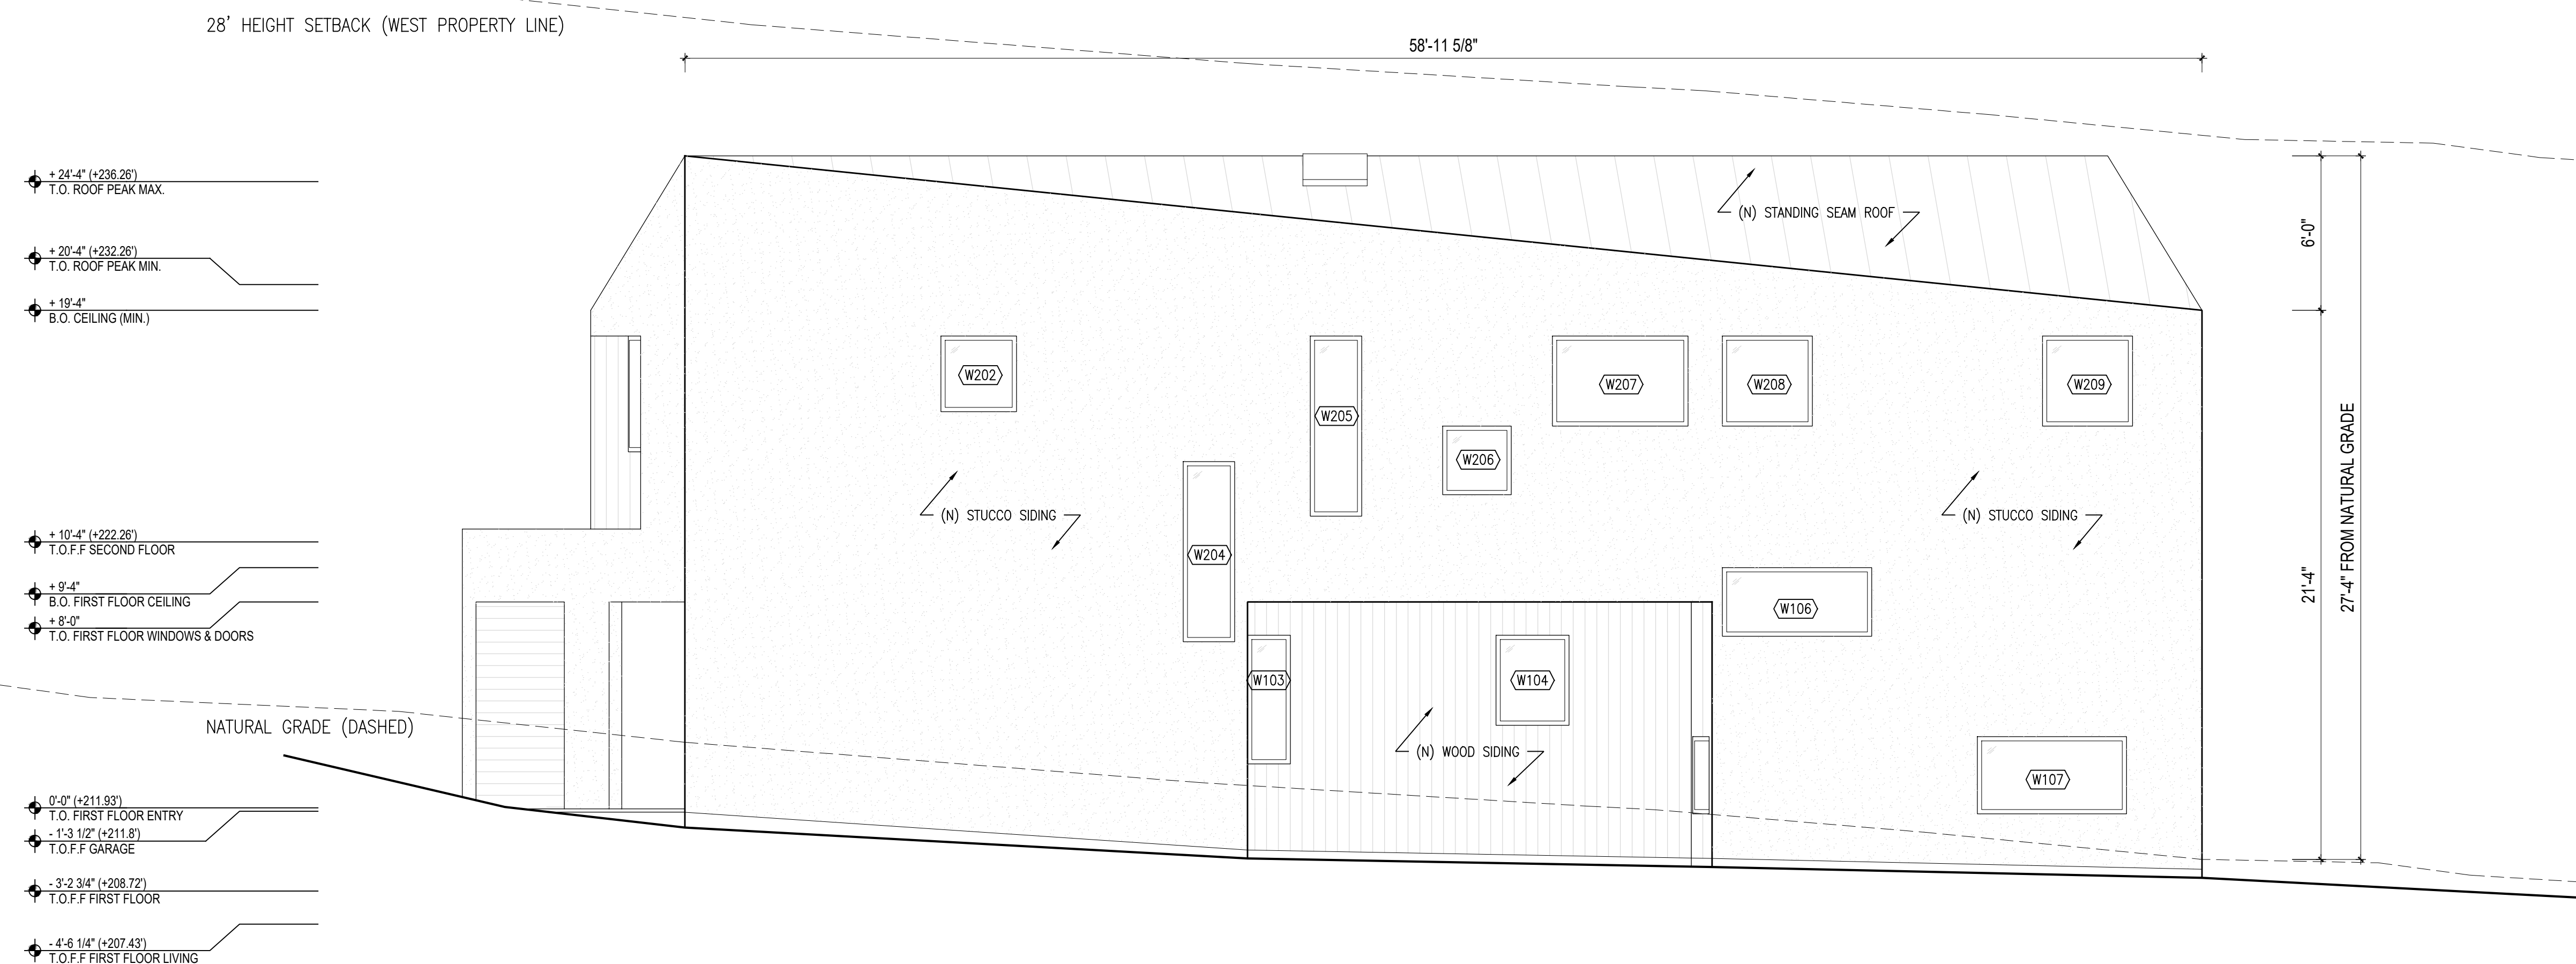 28' HEIGHT SETBACK (WEST PROPERTY LINE)
58'-11 5/8"
+ 24'-4" (+236.26')
T.O. ROOF PEAK MAX.
(N) STANDING SEAM ROOF
6'-0"
+ 20'-4" (+232.26')
T.O. ROOF PEAK MIN.
+ 19'-4"
B.O. CEILING (MIN.)
W202
W205
W207
W208
W209
W206
27'-4" FROM NATURAL GRADE
(N) STUCCO SIDING
(N) STUCCO SIDING
+ 10'-4" (+222.26')
T.O.F.F SECOND FLOOR
W204
21'-4"
+ 9'-4"
B.O. FIRST FLOOR CEILING
W106
+ 8'-0"
T.O. FIRST FLOOR WINDOWS & DOORS
W103
W104
NATURAL GRADE (DASHED)
(N) WOOD SIDING
W107
0'-0" (+211.93')
T.O. FIRST FLOOR ENTRY
- 1'-3 1/2" (+211.8')
T.O.F.F GARAGE
- 3'-2 3/4" (+208.72')
T.O.F.F FIRST FLOOR
- 4'-6 1/4" (+207.43')
T.O.F.F FIRST FLOOR LIVING